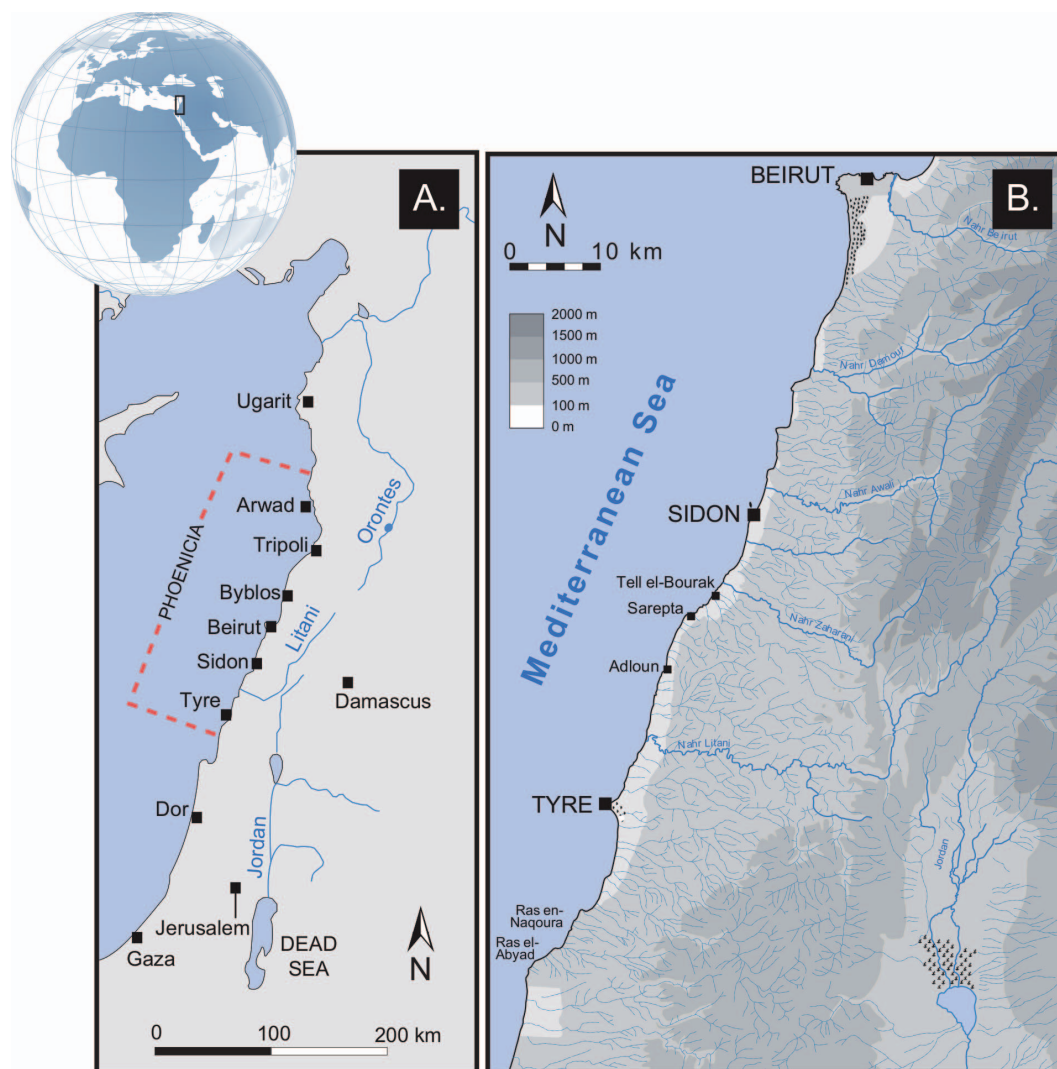 A.
Ugarit
Arwad
Tripoli
Byblos
Beirut
Sidon
Tyre
PHOENICIA
Orontes
Litani
Damascus
Dor
Jordan
Jerusalem
Gaza
DEAD
SEA
N
0 100 200 km
B.
BEIRUT
N
0 10 km
2000 m
1500 m
1000 m
500 m
100 m
0 m
Nahr Beirut
Nahr Damour
Mediterranean Sea
Nahr Awali
SIDON
Tell el-Bourak
Sarepta
Nahr Zaharani
Adloun
Nahr Litani
TYRE
Jordan
Ras en-
Naqoura
Ras el-
Abyad